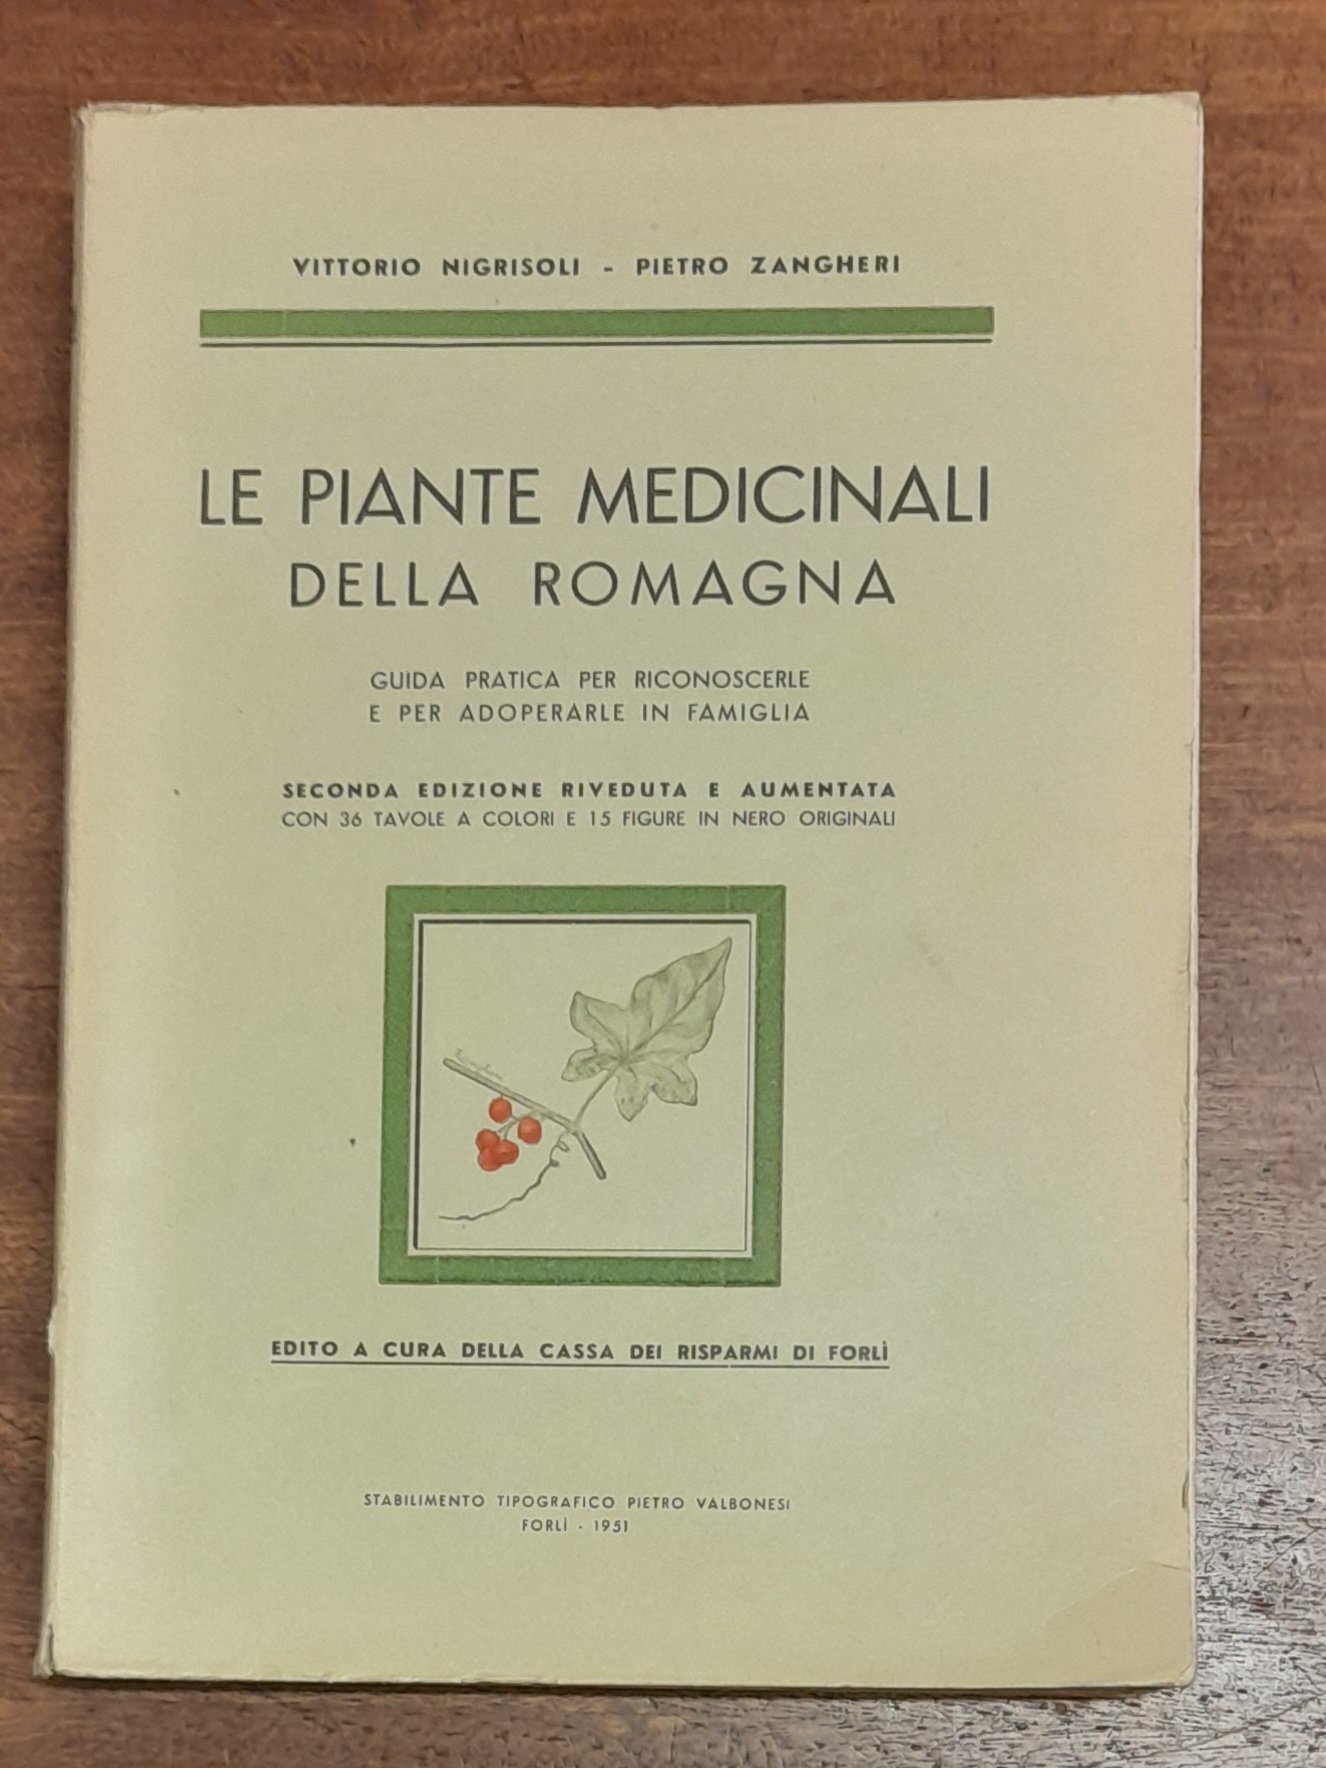 VITTORIO NIGRISOLI - PIETRO ZANGHERI
LE PIANTE MEDICINALI
DELLA ROMAGNA
GUIDA PRATICA PER RICONOSCERLE
E PER ADOPERARLE IN FAMIGLIA
SECONDA EDIZIONE RIVEDUTA E AUMENTATA
CON 36 TAVOLE A COLORI E 15 FIGURE IN NERO ORIGINALI
EDITO A CURA DELLA CASSA DEI RISPARMI DI FORLÌ
STABILIMENTO TIPOGRAFICO PIETRO VALBONESI
FORLÌ - 1951